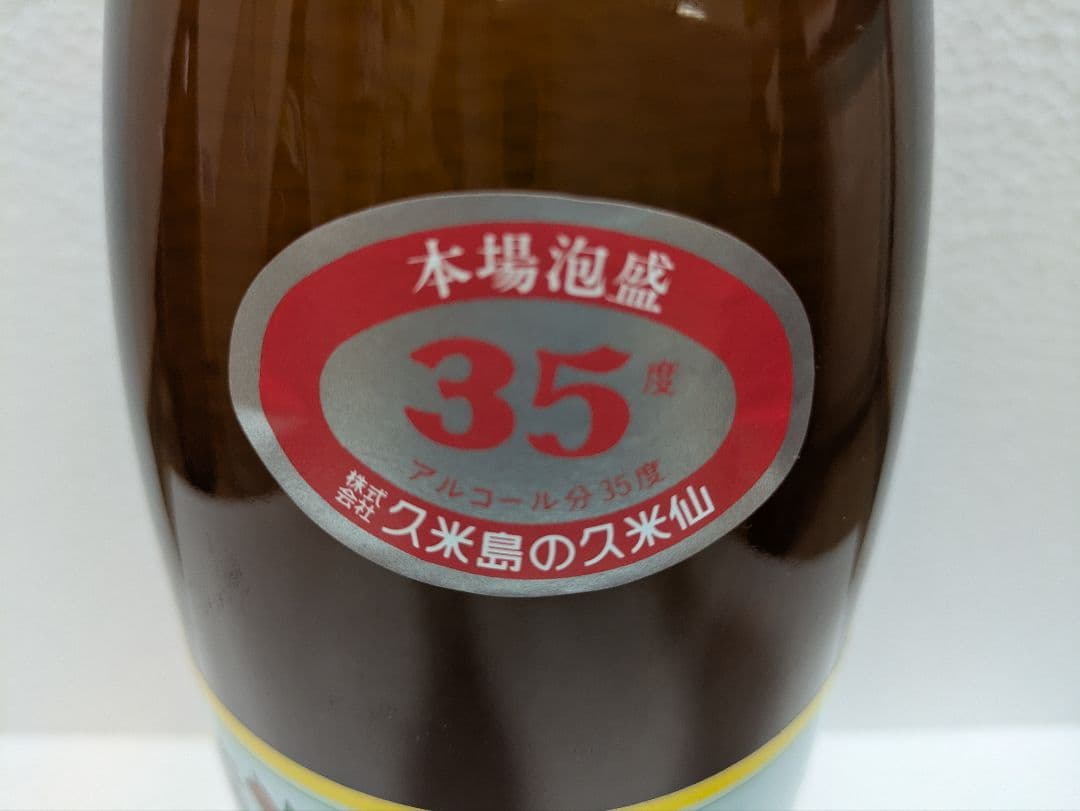 本場泡盛
35度
アルコール分35度
株式会社
久米島の久米仙